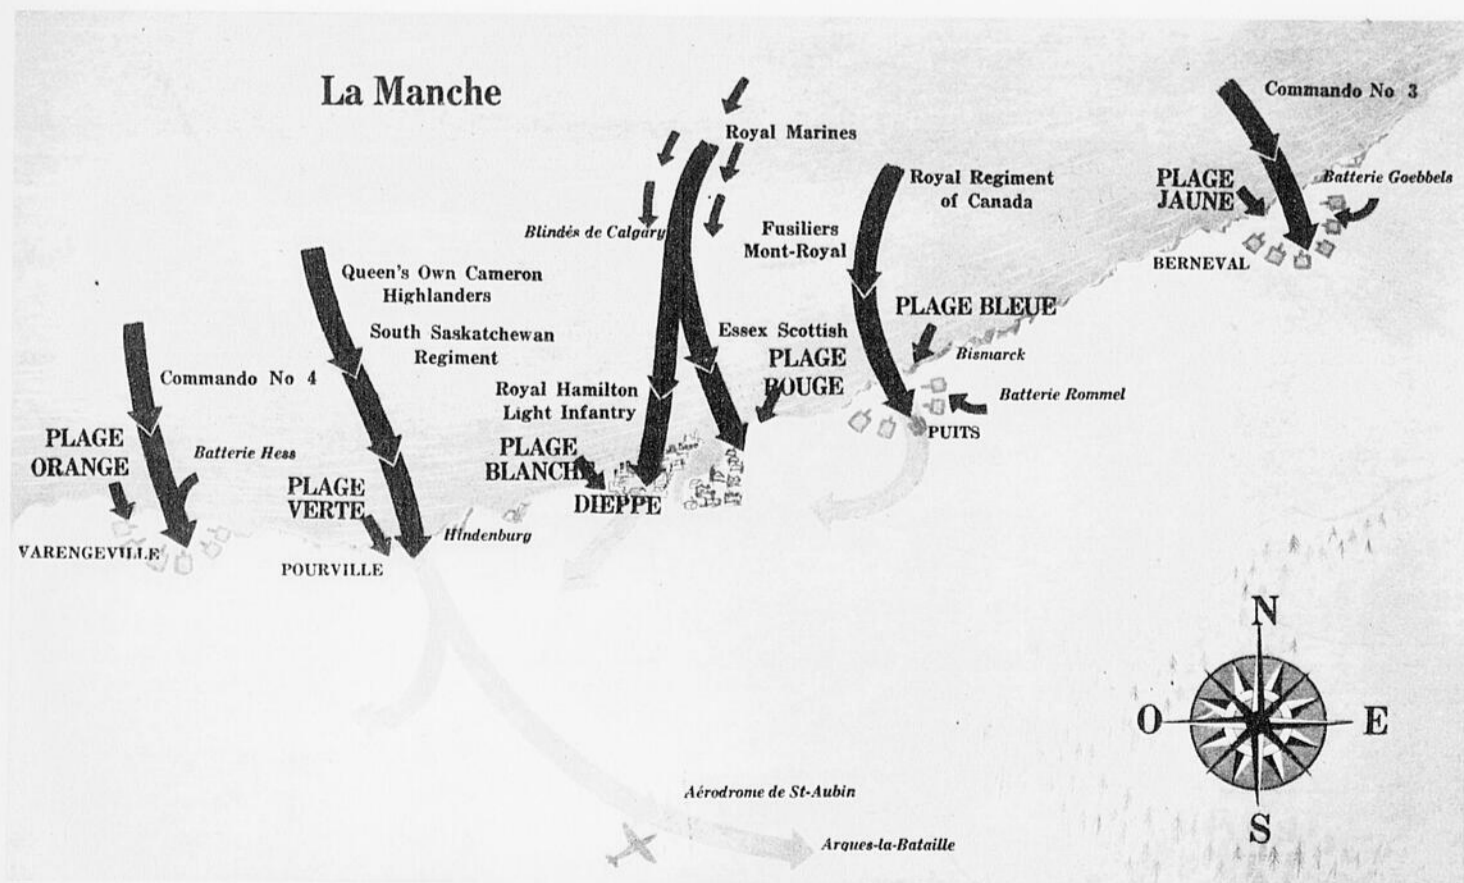 La Manche
Commando No 3
Royal Marines
PLAGE
JAUNE
Batterie Goebbels
Royal Regiment
of Canada
Blindés de Calgary
Fusiliers
Mont-Royal
BERNEVAL
Queen's Own Cameron
Highlanders
PLAGE BLEUE
South Saskatchewan
Regiment
Essex Scottish
PLAGE
ROUGE
Bismarck
Commando No 4
Royal Hamilton
Light Infantry
Batterie Rommel
PLAGE
ORANGE
Batterie Hess
PLAGE
BLANCHE
PUITS
PLAGE
VERTE
DIEPPE
Hindenburg
VARENGEVILLE
POURVILLE
N
O
E
S
Aérodrome de St-Aubin
Arques-la-Bataille